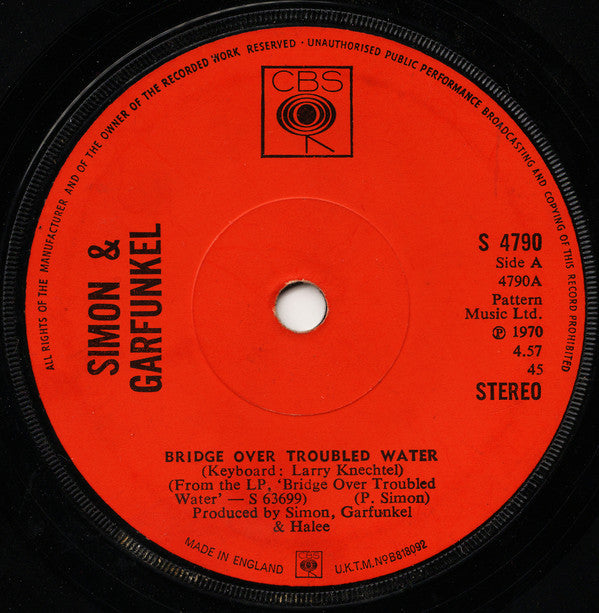 ALL RIGHTS OF THE MANUFACTURER AND OF THE OWNER OF THE RECORDED WORK RESERVED · UNAUTHORISED PUBLIC PERFORMANCE BROADCASTING AND COPYING OF THIS RECORD PROHIBITED
CBS
SIMON &
GARFUNKEL
S 4790
Side A
4790A
Pattern
Music Ltd.
℗ 1970
4.57
45
STEREO
BRIDGE OVER TROUBLED WATER
(Keyboard: Larry Knechtel)
(From the LP, 'Bridge Over Troubled
Water' — S 63699) (P. Simon)
Produced by Simon, Garfunkel
& Halee
MADE IN ENGLAND
CBS
U.K.T.M. Nº B818092